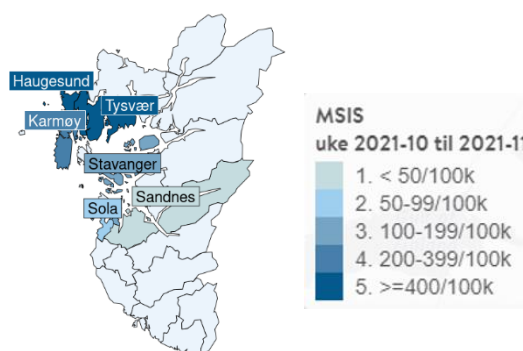 Haugesund
Tysvær
Karmøy
Stavanger
Sandnes
Sola
MSIS
uke 2021-10 til 2021-11
1. < 50/100k
2. 50-99/100k
3. 100-199/100k
4. 200-399/100k
5. >=400/100k